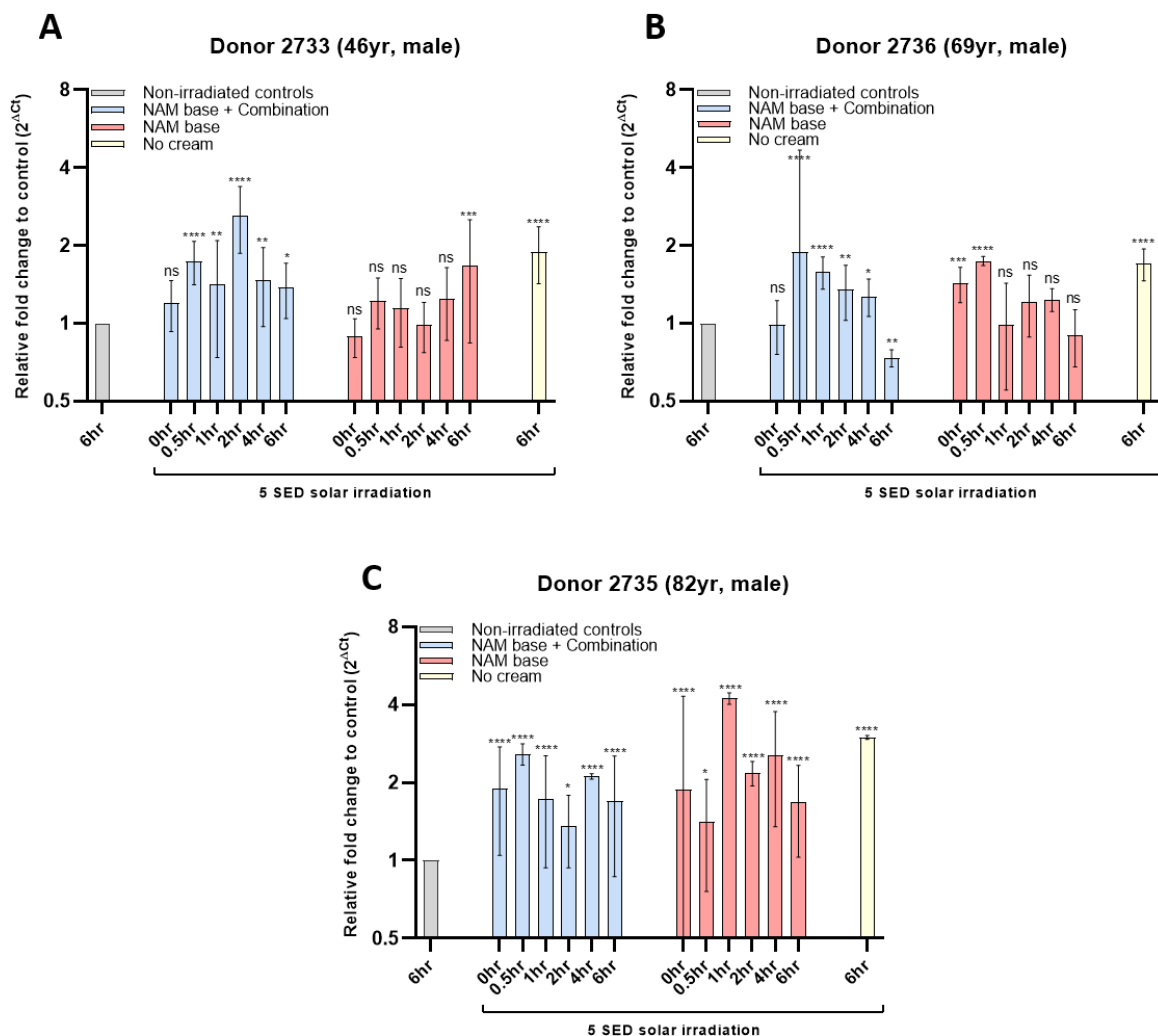 A
Donor 2733 (46yr, male)
Relative fold change to control (2^ΔCt)
8
4
2
1
0.5
Non-irradiated controls
NAM base + Combination
NAM base
No cream
ns
****
**
****
**
*
ns
ns
ns
ns
ns
***
****
6hr
0hr
0.5hr
1hr
2hr
4hr
6hr
0hr
0.5hr
1hr
2hr
4hr
6hr
6hr
5 SED solar irradiation
B
Donor 2736 (69yr, male)
Relative fold change to control (2^ΔCt)
8
4
2
1
0.5
Non-irradiated controls
NAM base + Combination
NAM base
No cream
ns
****
****
**
*
**
***
****
ns
ns
ns
ns
****
6hr
0hr
0.5hr
1hr
2hr
4hr
6hr
0hr
0.5hr
1hr
2hr
4hr
6hr
6hr
5 SED solar irradiation
C
Donor 2735 (82yr, male)
Relative fold change to control (2^ΔCt)
8
4
2
1
0.5
Non-irradiated controls
NAM base + Combination
NAM base
No cream
****
****
****
*
****
****
****
*
****
****
****
****
****
6hr
0hr
0.5hr
1hr
2hr
4hr
6hr
0hr
0.5hr
1hr
2hr
4hr
6hr
6hr
5 SED solar irradiation